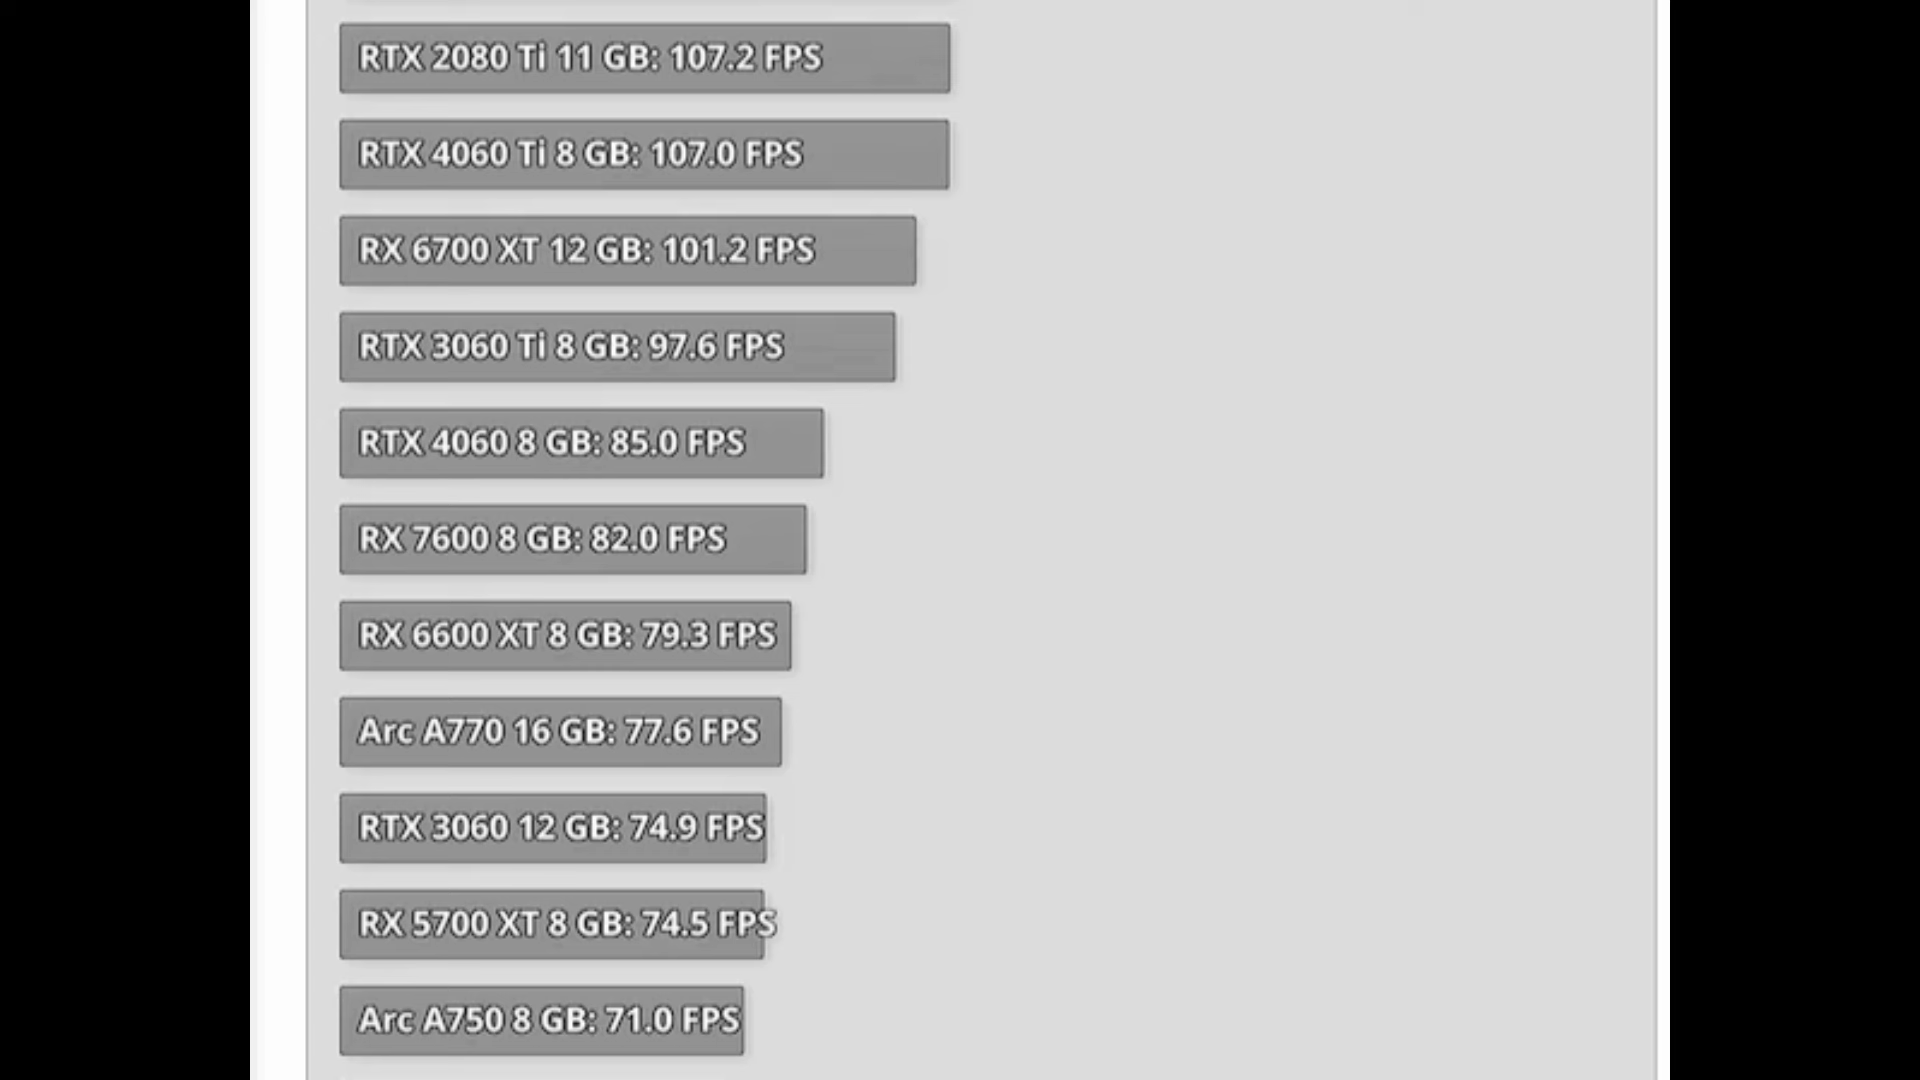 RTX 2080 Ti 11 GB: 107.2 FPS
RTX 4060 Ti 8 GB: 107.0 FPS
RX 6700 XT 12 GB: 101.2 FPS
RTX 3060 Ti 8 GB: 97.6 FPS
RTX 4060 8 GB: 85.0 FPS
RX 7600 8 GB: 82.0 FPS
RX 6600 XT 8 GB: 79.3 FPS
Arc A770 16 GB: 77.6 FPS
RTX 3060 12 GB: 74.9 FPS
RX 5700 XT 8 GB: 74.5 FPS
Arc A750 8 GB: 71.0 FPS